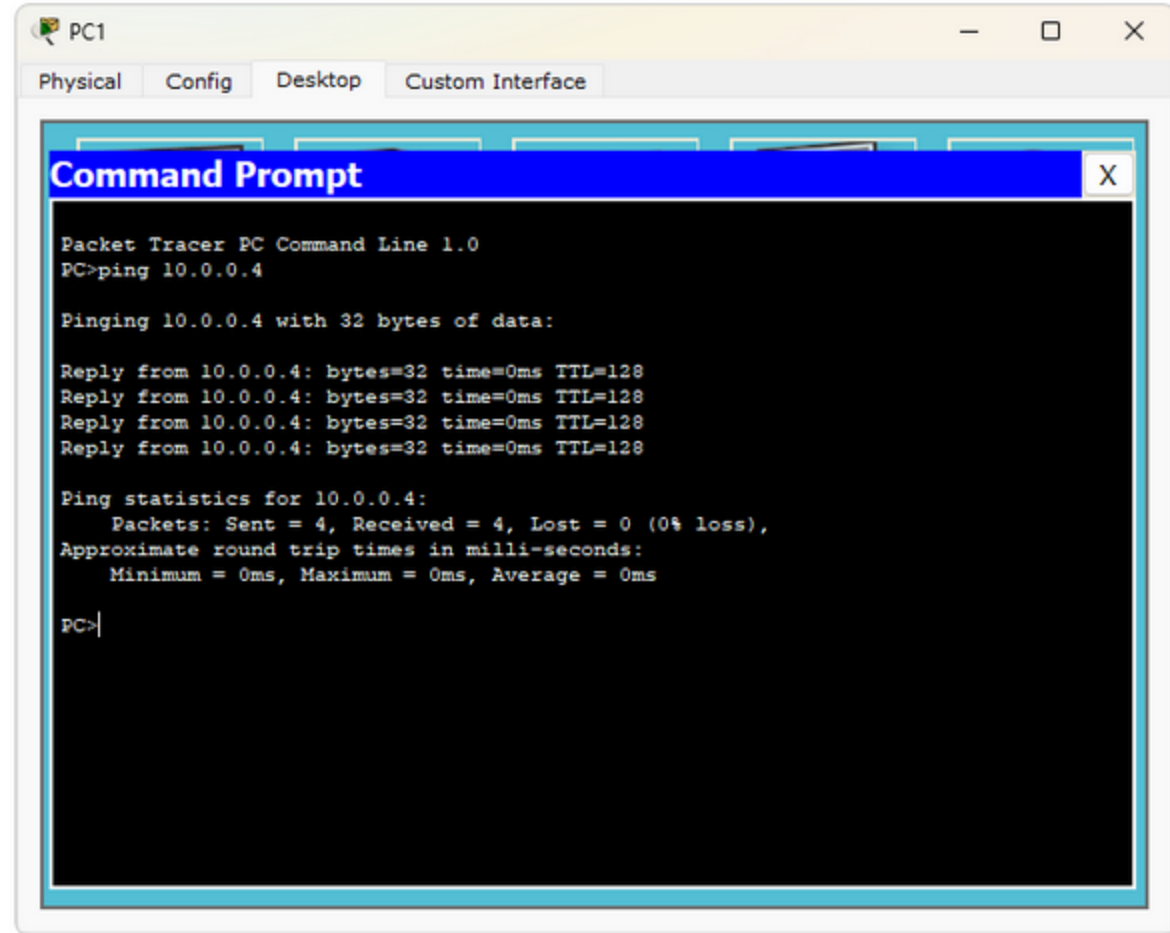 PC1
Physical Config Desktop Custom Interface
Command Prompt X
Packet Tracer PC Command Line 1.0
PC>ping 10.0.0.4
Pinging 10.0.0.4 with 32 bytes of data:
Reply from 10.0.0.4: bytes=32 time=0ms TTL=128
Reply from 10.0.0.4: bytes=32 time=0ms TTL=128
Reply from 10.0.0.4: bytes=32 time=0ms TTL=128
Reply from 10.0.0.4: bytes=32 time=0ms TTL=128
Ping statistics for 10.0.0.4:
Packets: Sent = 4, Received = 4, Lost = 0 (0% loss),
Approximate round trip times in milli-seconds:
Minimum = 0ms, Maximum = 0ms, Average = 0ms
PC>